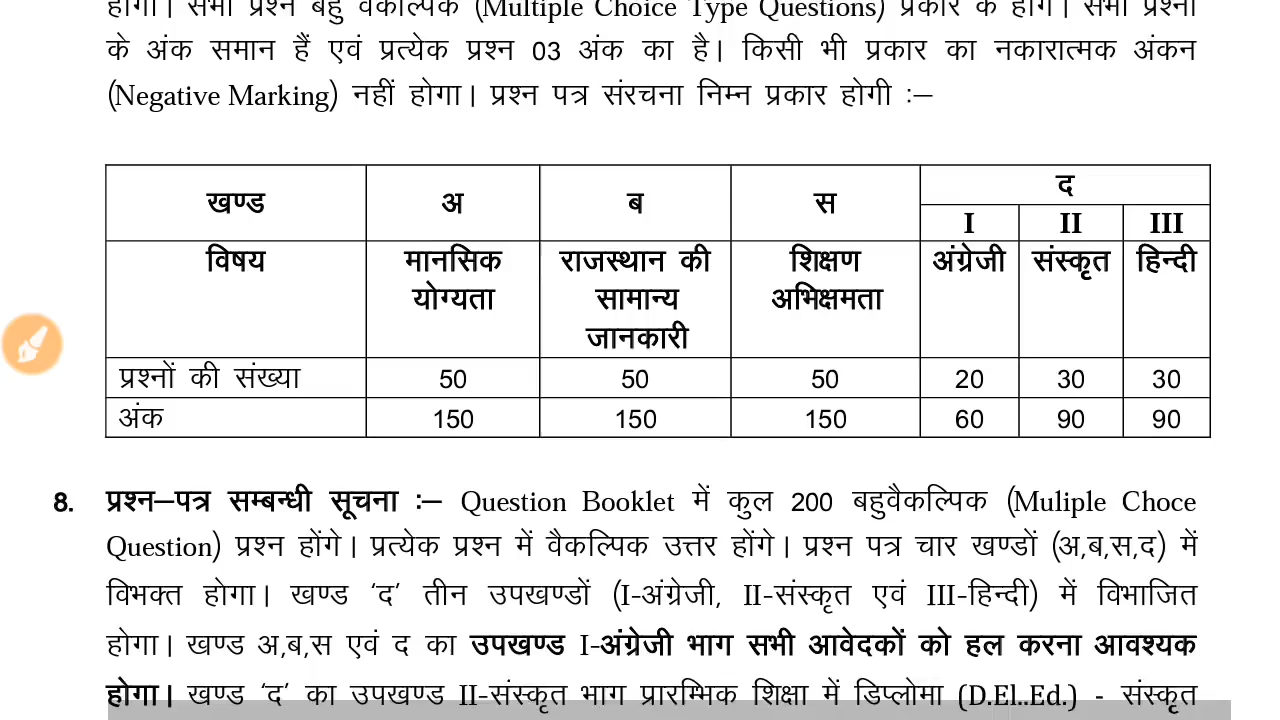 होगी। सभी प्रश्न बहु वैकल्पिक (Multiple Choice Type Questions) प्रकार के होंगे। सभी प्रश्नों
के अंक समान हैं एवं प्रत्येक प्रश्न 03 अंक का है। किसी भी प्रकार का नकारात्मक अंकन
(Negative Marking) नहीं होगा। प्रश्न पत्र संरचना निम्न प्रकार होगी :–
खण्ड अ ब स द
I II III
विषय मानसिक योग्यता राजस्थान की सामान्य जानकारी शिक्षण अभिक्षमता अंग्रेजी संस्कृत हिन्दी
प्रश्नों की संख्या 50 50 50 20 30 30
अंक 150 150 150 60 90 90
8. प्रश्न–पत्र सम्बन्धी सूचना :– Question Booklet में कुल 200 बहुवैकल्पिक (Muliple Choce
Question) प्रश्न होंगे। प्रत्येक प्रश्न में वैकल्पिक उत्तर होंगे। प्रश्न पत्र चार खण्डों (अ,ब,स,द) में
विभक्त होगा। खण्ड ‘द’ तीन उपखण्डों (I-अंग्रेजी, II-संस्कृत एवं III-हिन्दी) में विभाजित
होगा। खण्ड अ,ब,स एवं द का उपखण्ड I-अंग्रेजी भाग सभी आवेदकों को हल करना आवश्यक
होगा। खण्ड ‘द’ का उपखण्ड II-संस्कृत भाग प्रारम्भिक शिक्षा में डिप्लोमा (D.El..Ed.) - संस्कृत